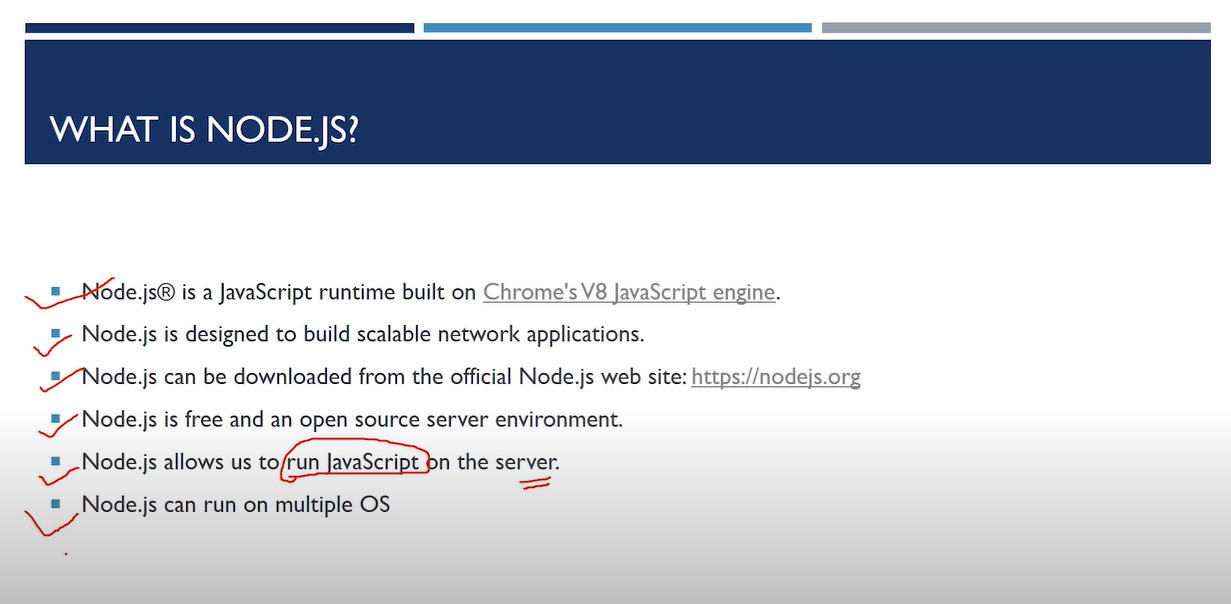 WHAT IS NODE.JS?
Node.js® is a JavaScript runtime built on Chrome's V8 JavaScript engine.
Node.js is designed to build scalable network applications.
Node.js can be downloaded from the official Node.js web site: https://nodejs.org
Node.js is free and an open source server environment.
Node.js allows us to run JavaScript on the server.
Node.js can run on multiple OS